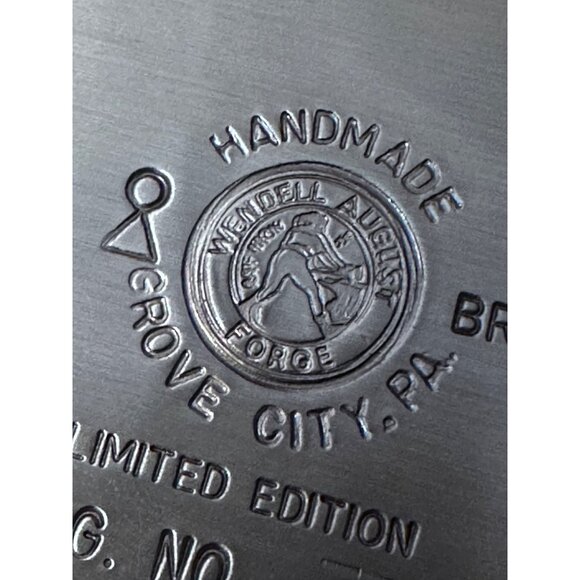 HANDMADE
WENDELL AUGUST
FORGE
GROVE CITY, PA.
BR
LIMITED EDITION
G. NO.